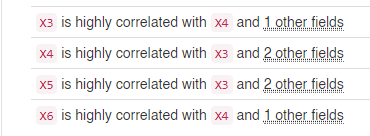 X3 is highly correlated with X4 and 1 other fields
X4 is highly correlated with X3 and 2 other fields
X5 is highly correlated with X3 and 2 other fields
X6 is highly correlated with X4 and 1 other fields